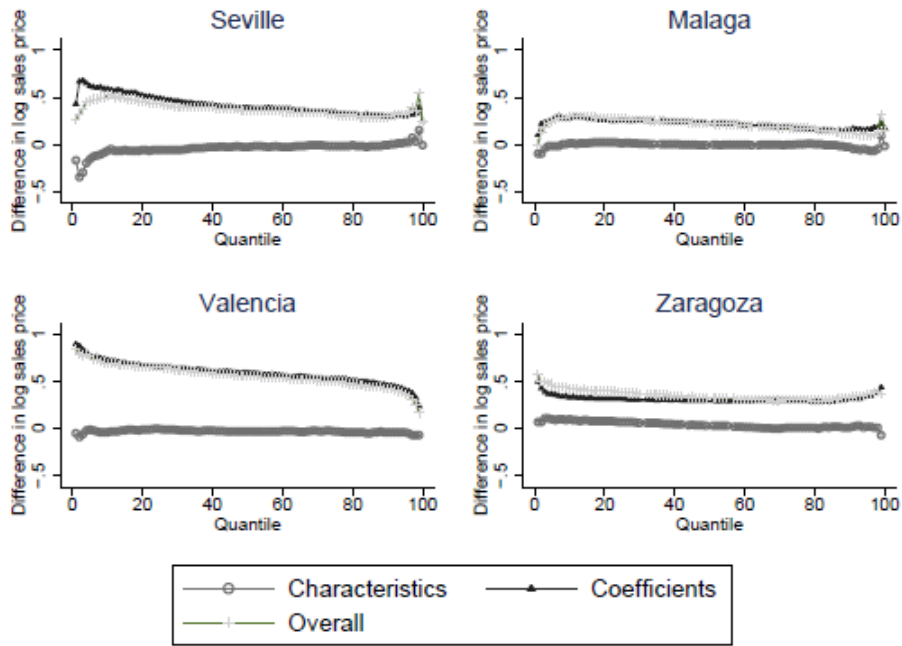 Seville
Difference in log sales price
1
.5
0
-.5
0 20 40 60 80 100
Quantile
Malaga
Difference in log sales price
1
.5
0
-.5
0 20 40 60 80 100
Quantile
Valencia
Difference in log sales price
1
.5
0
-.5
0 20 40 60 80 100
Quantile
Zaragoza
Difference in log sales price
1
.5
0
-.5
0 20 40 60 80 100
Quantile
Characteristics Coefficients
Overall